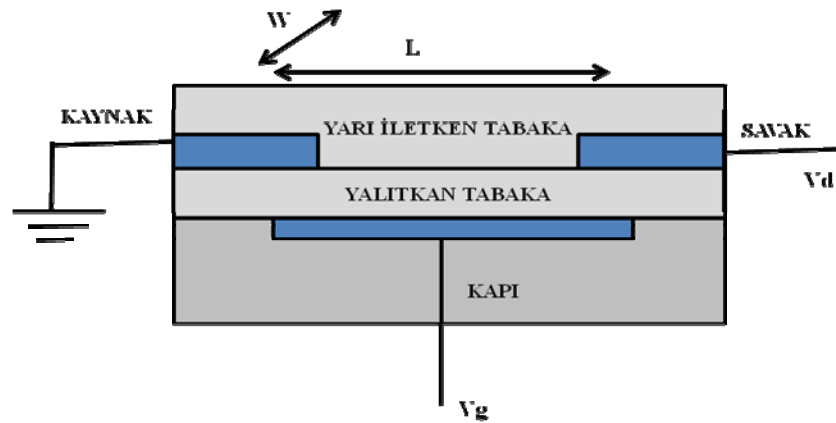 W
L
KAYNAK
YARI İLETKEN TABAKA
SAVAK
Vd
YALITKAN TABAKA
KAPI
Vg